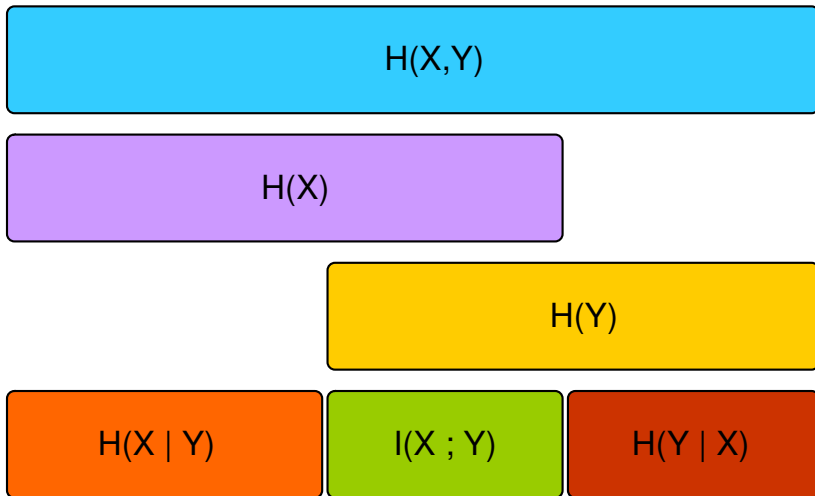 H(X,Y)
H(X)
H(Y)
H(X | Y)
I(X ; Y)
H(Y | X)